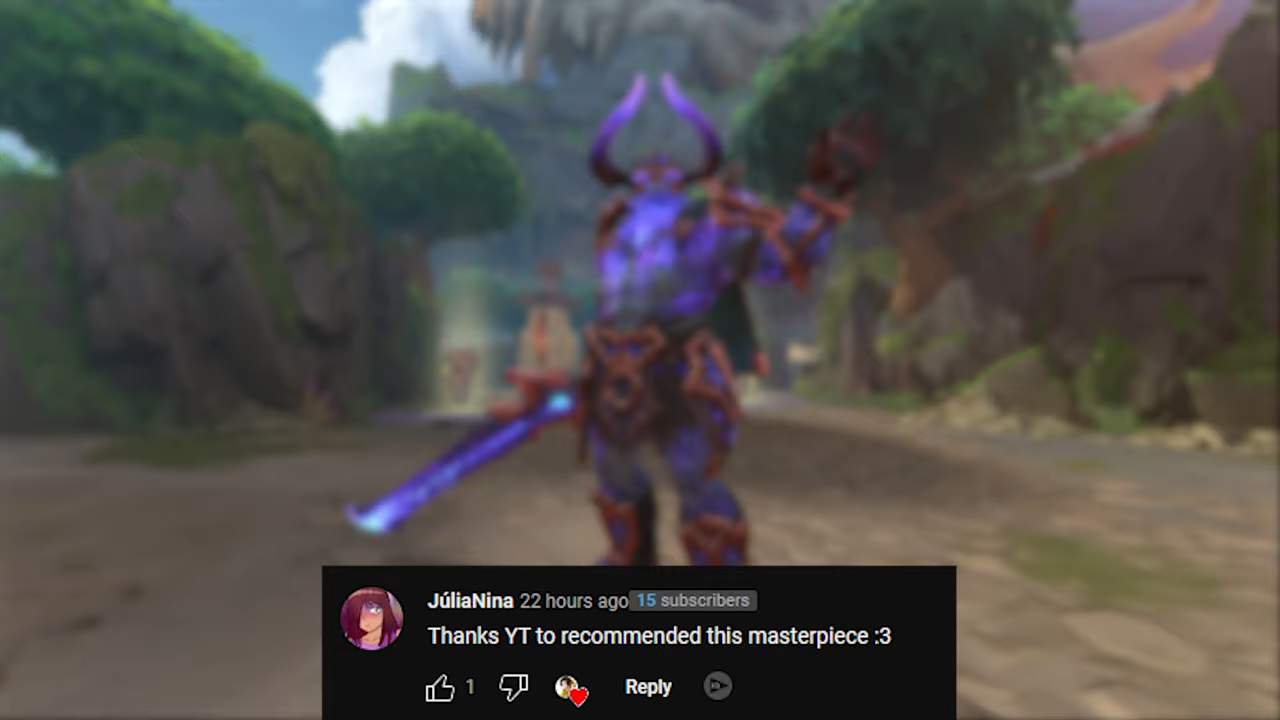 JúliaNina 22 hours ago 15 subscribers
Thanks YT to recommended this masterpiece :3
1 Reply